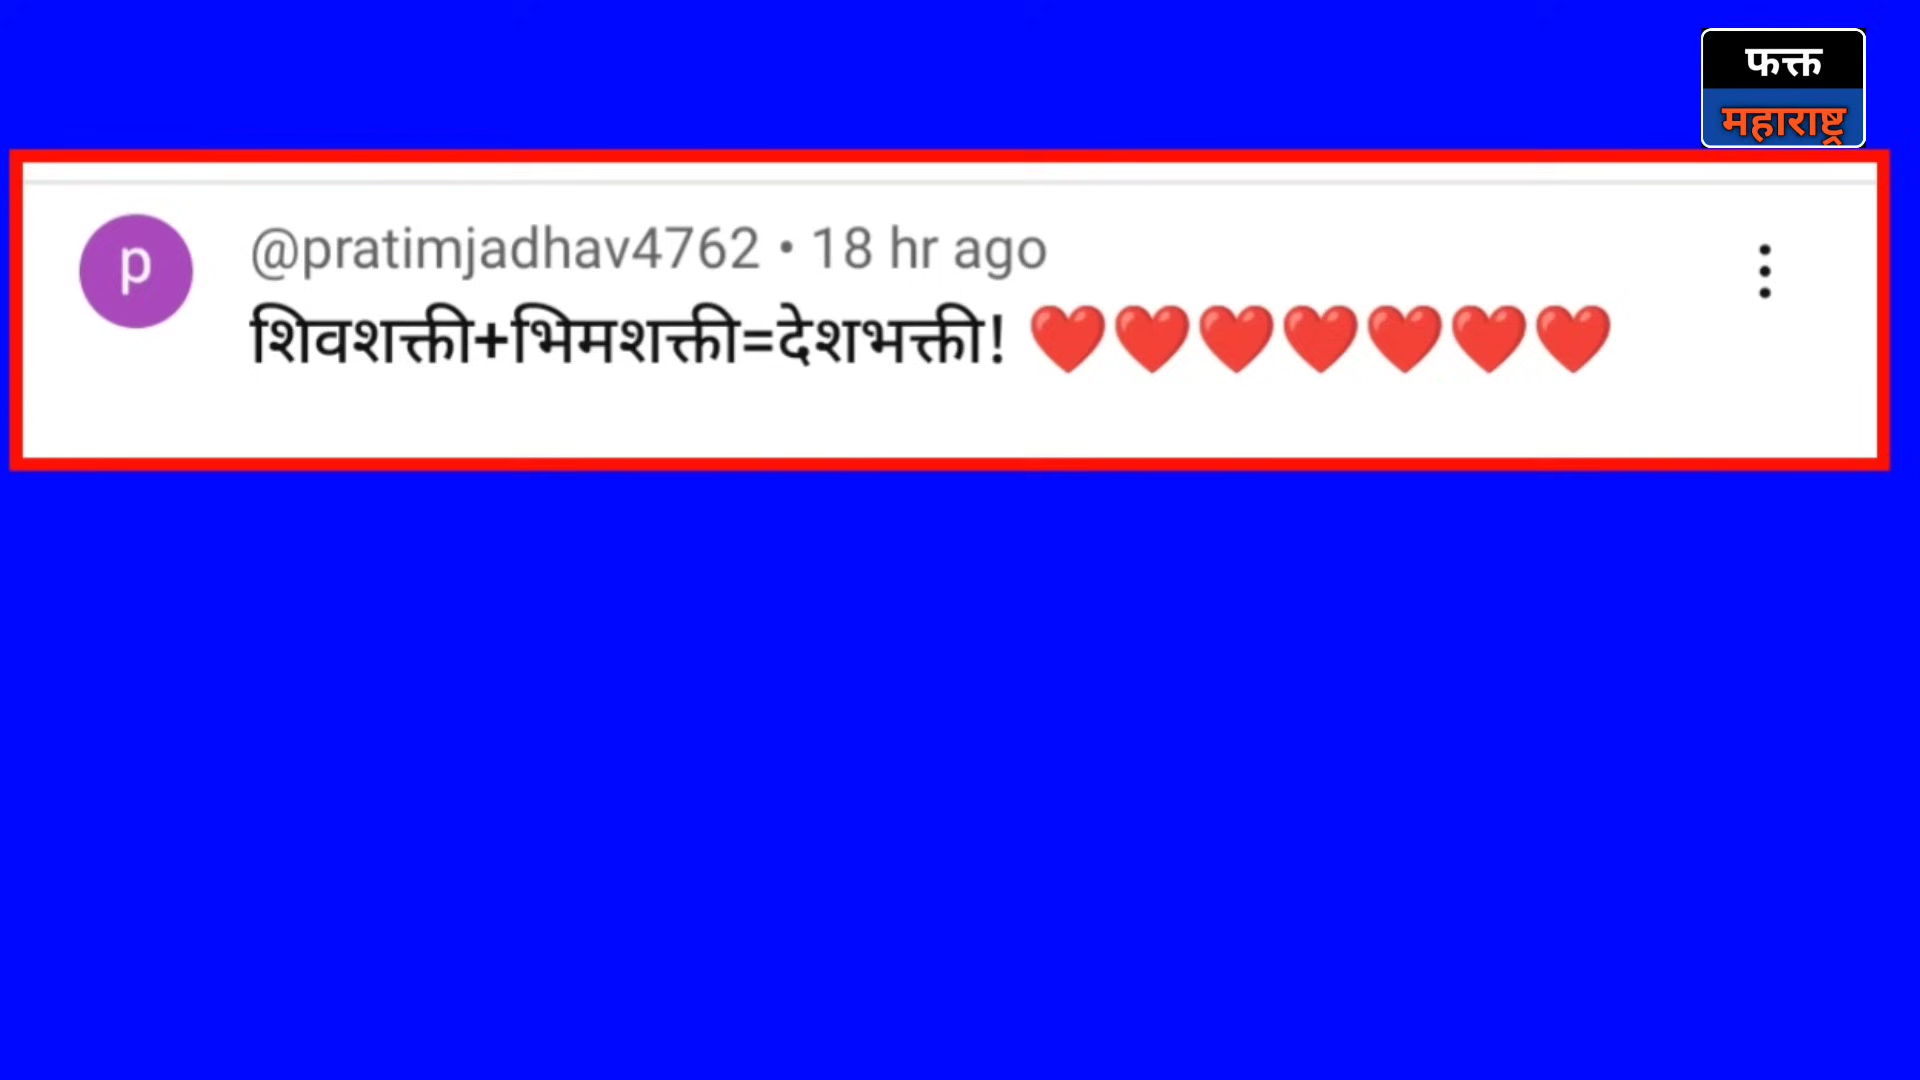 फक्त
महाराष्ट्र
p
@pratimjadhav4762 • 18 hr ago
शिवशक्ती+भिमशक्ती=देशभक्ती! ❤️❤️❤️❤️❤️❤️❤️